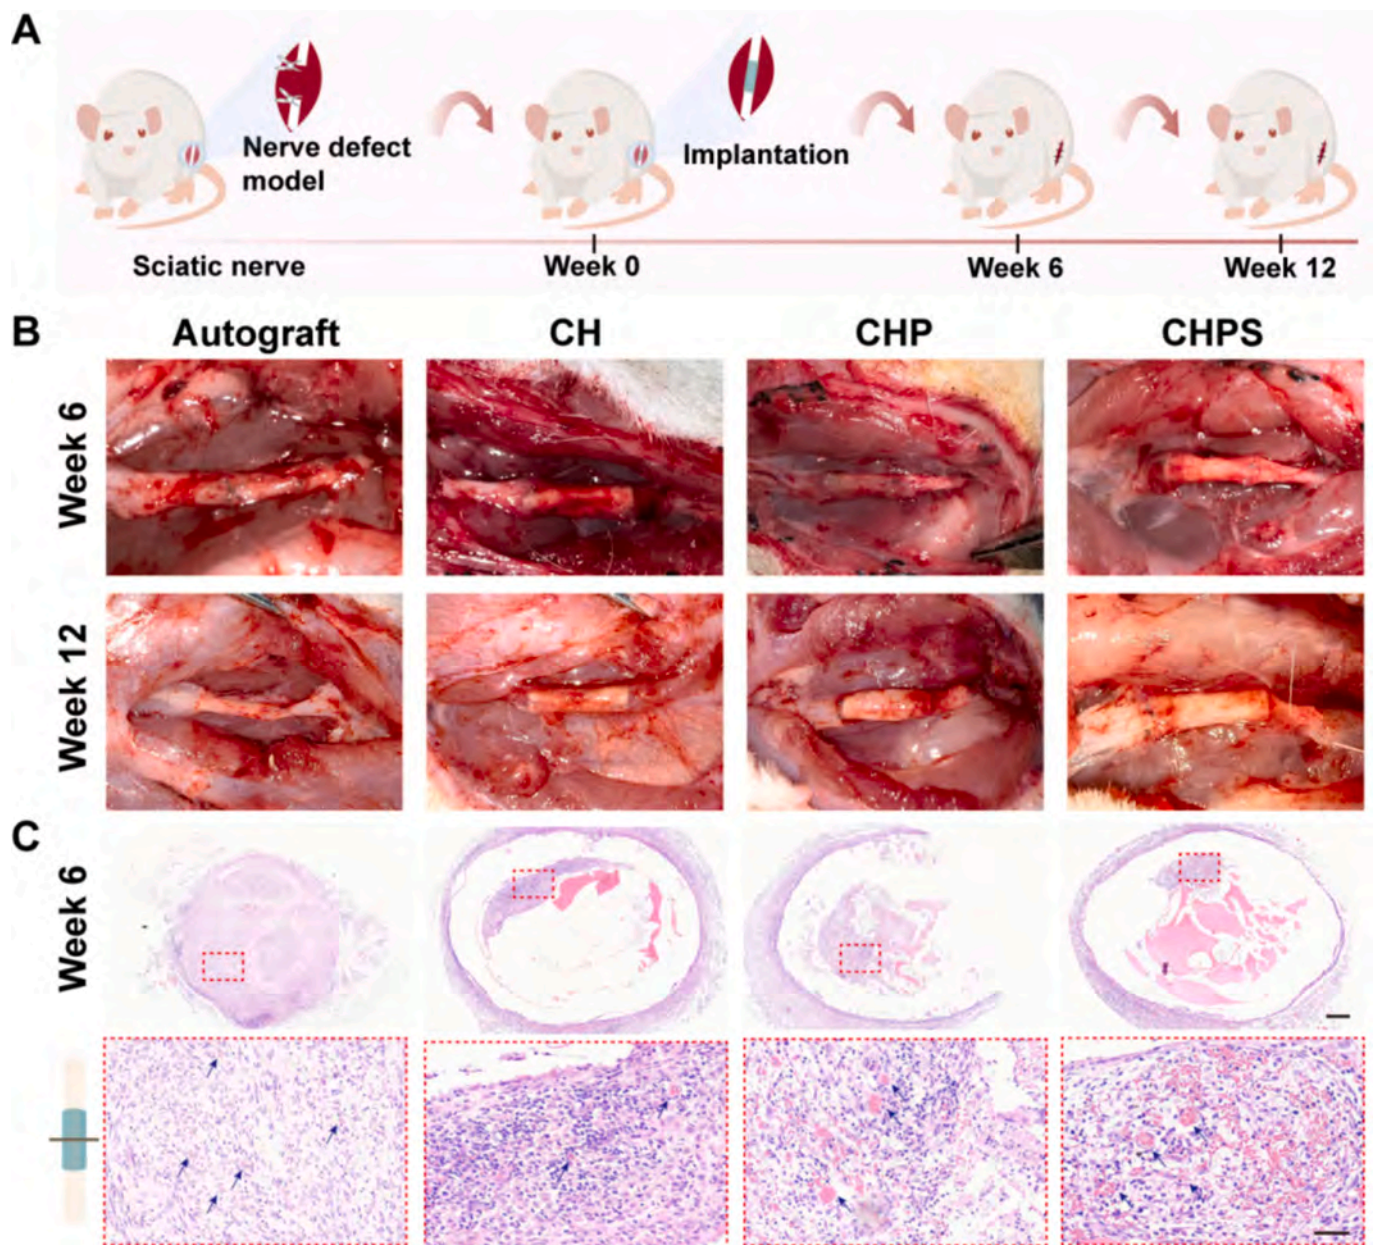 A
Nerve defect
model
Implantation
Sciatic nerve
Week 0
Week 6
Week 12
B
Autograft
CH
CHP
CHPS
Week 6
Week 12
C
Week 6